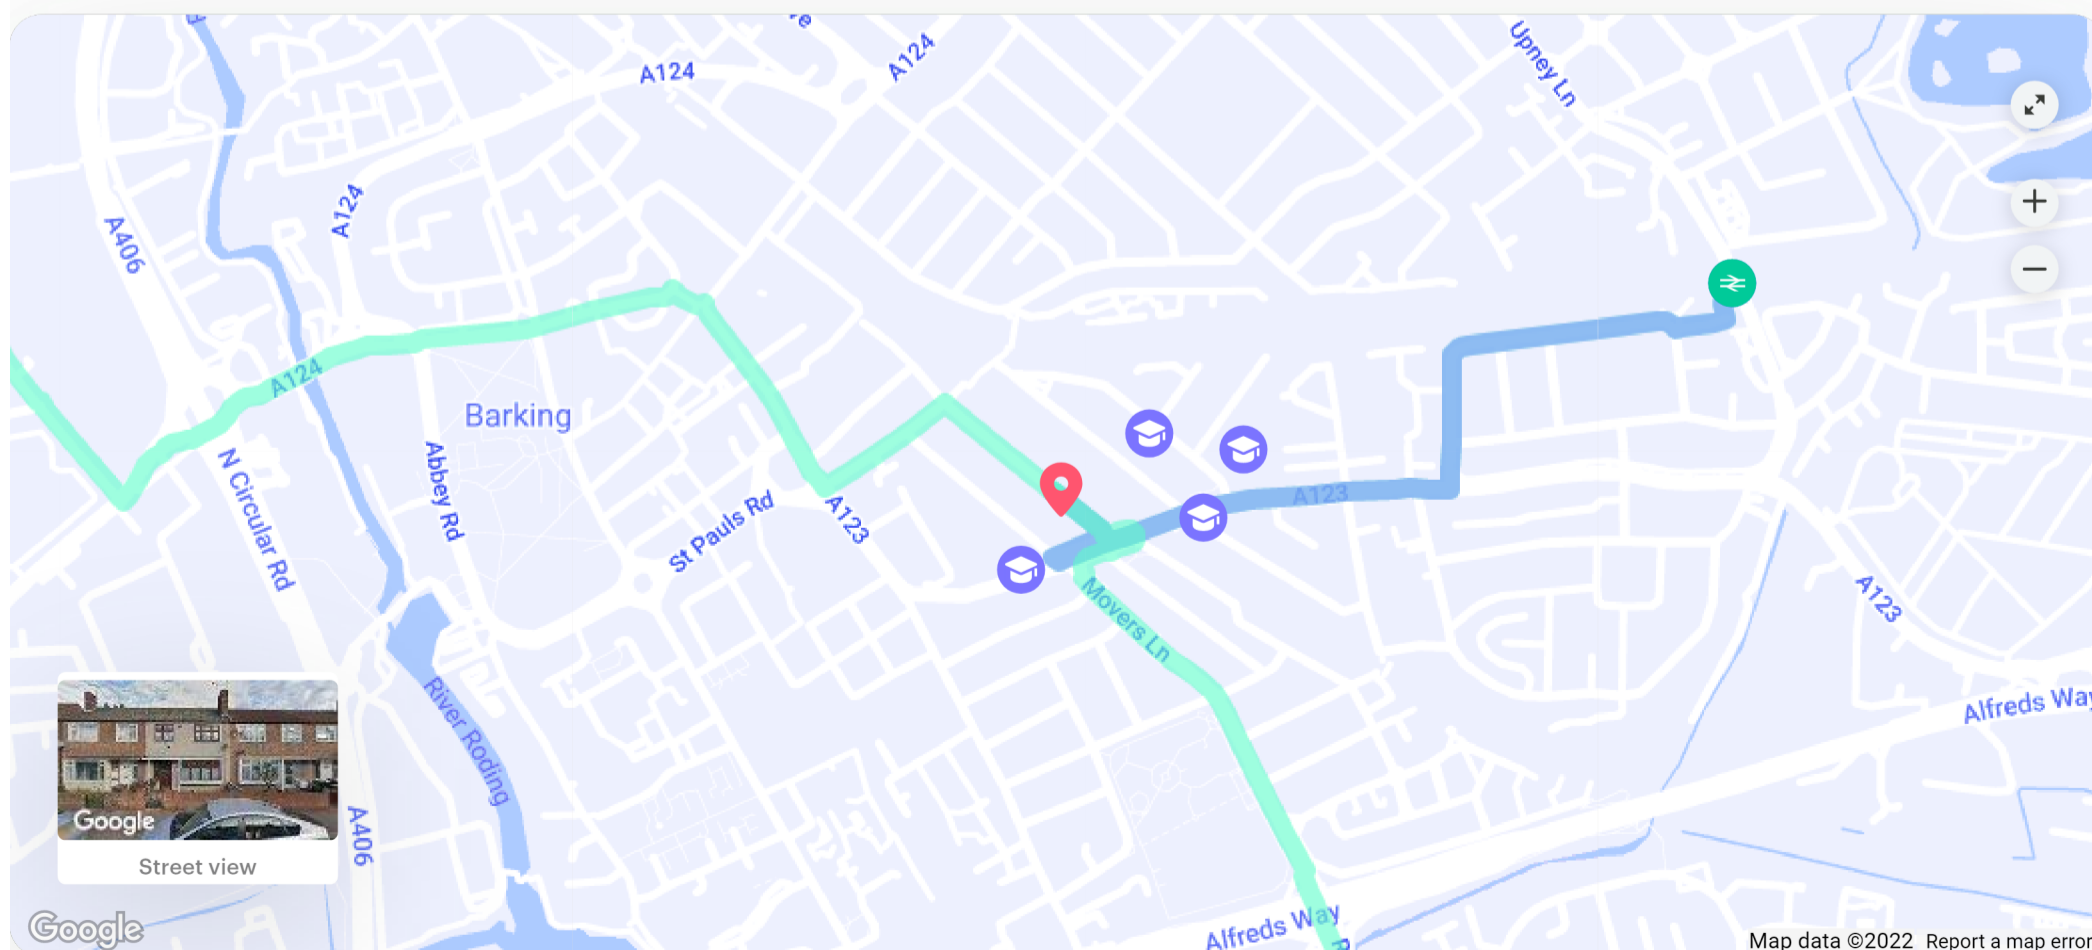 A124
A124
Upney Ln
A124
A406
A124
Barking
N Circular Rd
Abbey Rd
St Pauls Rd
A123
A123
Movers Ln
A123
River Roding
A406
Alfreds Way
Alfreds Way
Google
Street view
Google
Map data ©2022 Report a map error